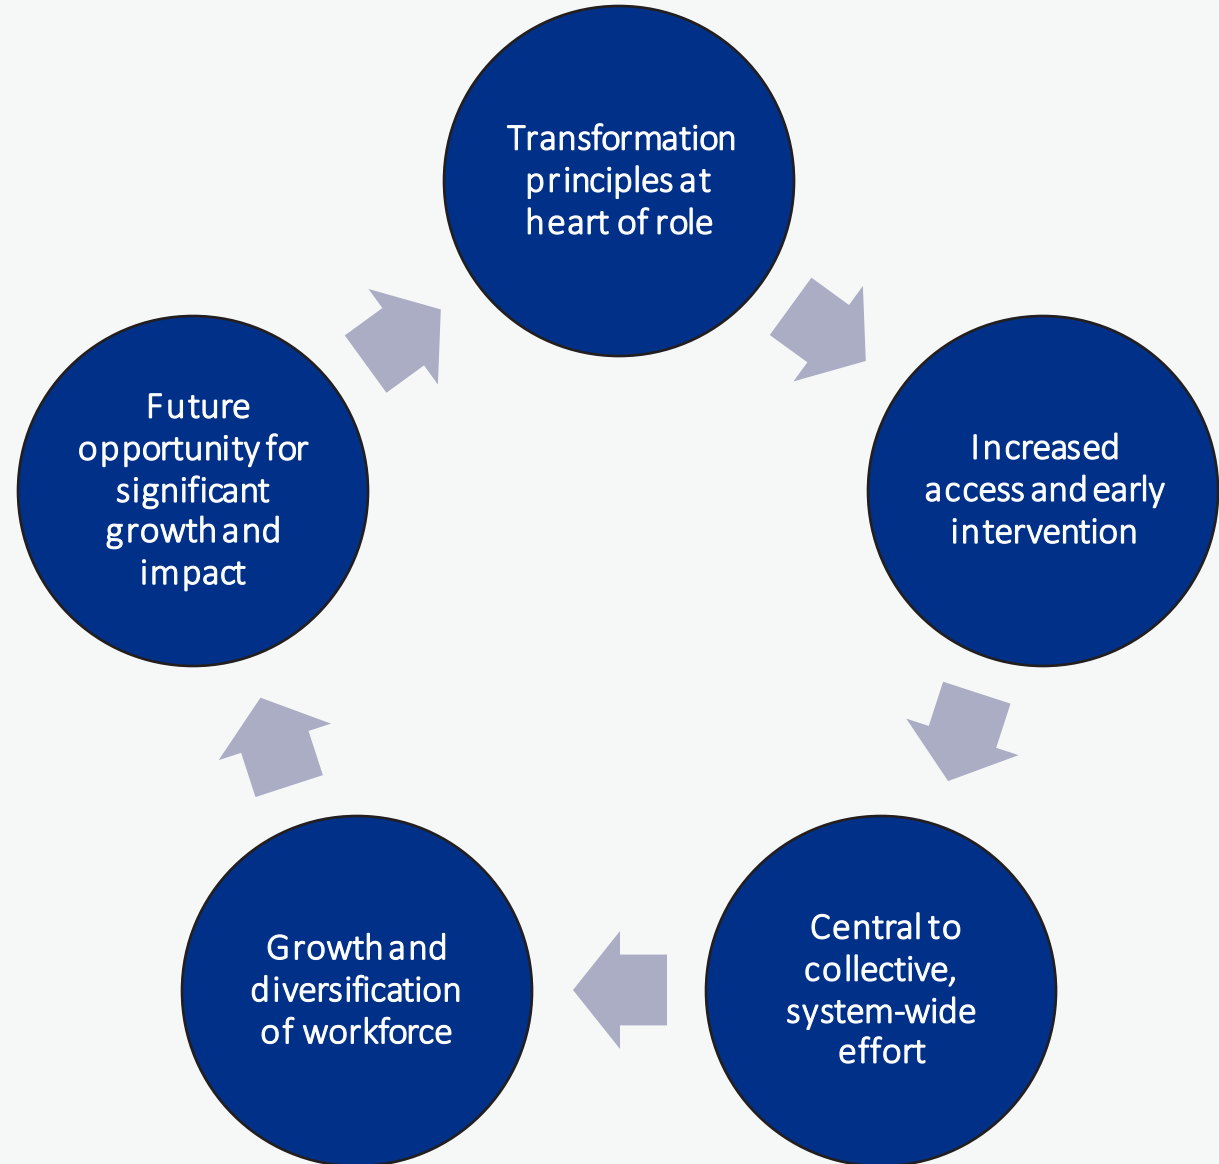 Transformation
principles at
heart of role
Increased
access and early
intervention
Central to
collective,
system-wide
effort
Growth and
diversification
of workforce
Future
opportunity for
significant
growth and
impact